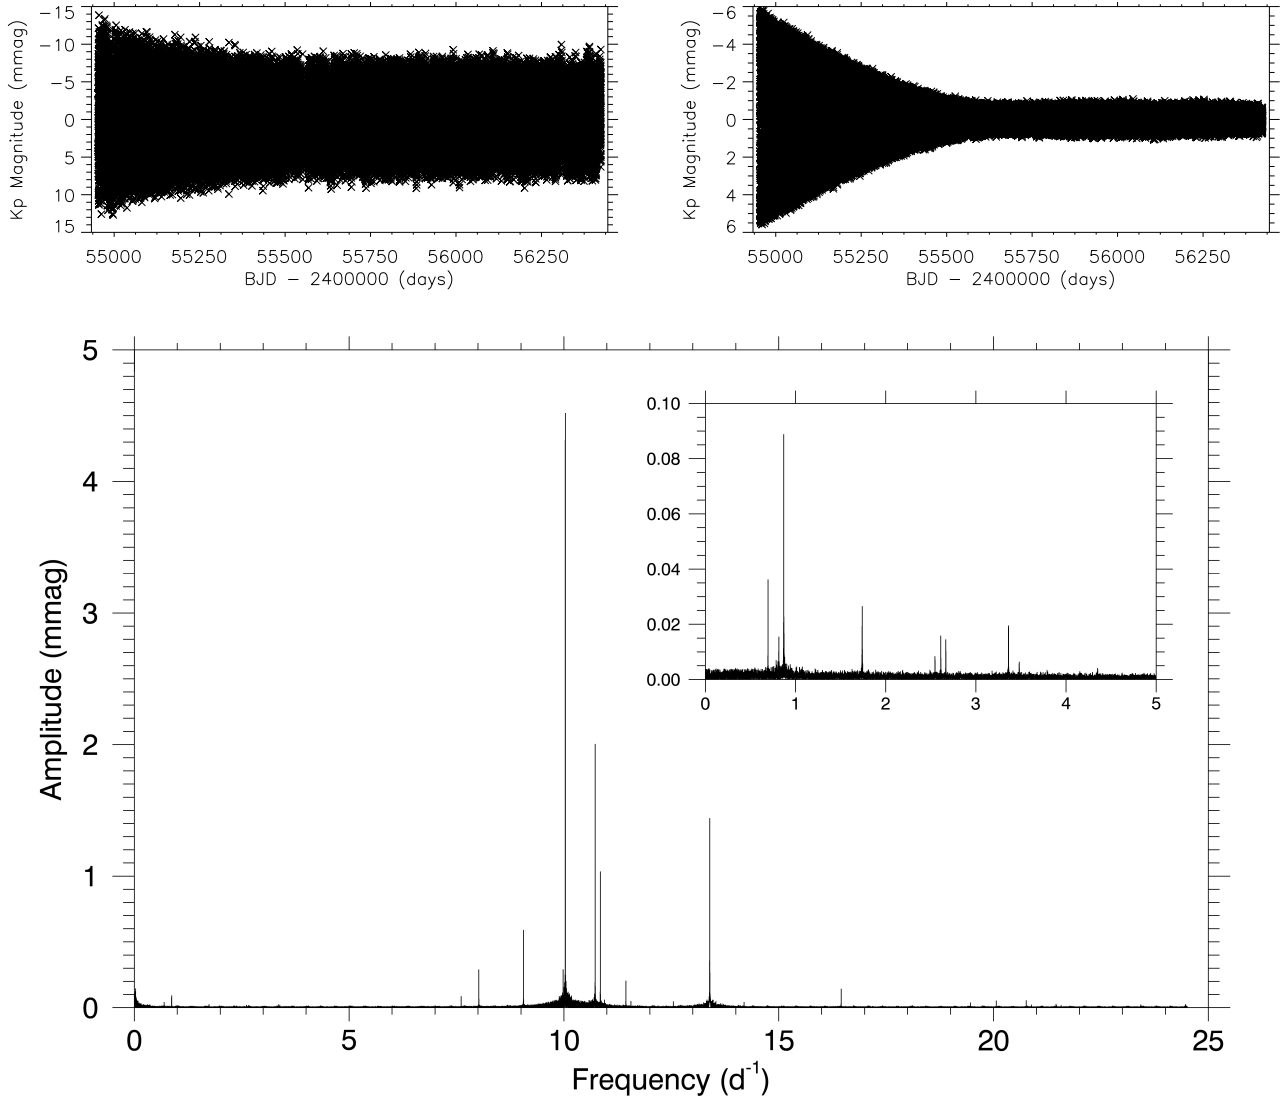 −15
−10
−5
0
5
10
15
Kp Magnitude (mmag)
55000 55250 55500 55750 56000 56250
BJD − 2400000 (days)
−6
−4
−2
0
2
4
6
Kp Magnitude (mmag)
55000 55250 55500 55750 56000 56250
BJD − 2400000 (days)
5
4
3
2
1
0
Amplitude (mmag)
0 5 10 15 20 25
Frequency (d⁻¹)
0.10
0.08
0.06
0.04
0.02
0.00
0 1 2 3 4 5